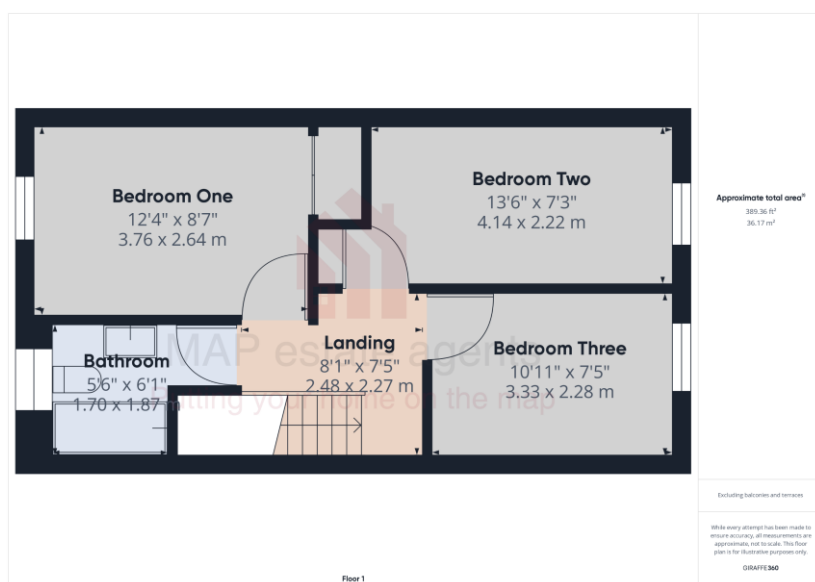 Bedroom One
12'4" x 8'7"
3.76 x 2.64 m
Bedroom Two
13'6" x 7'3"
4.14 x 2.22 m
Landing
8'1" x 7'5"
2.48 x 2.27 m
Bedroom Three
10'11" x 7'5"
3.33 x 2.28 m
Bathroom
5'6" x 6'1"
1.70 x 1.87 m
MAP estate agents
Putting your home on the map
Approximate total area⁽¹⁾
389.36 ft²
36.17 m²
Excluding balconies and terraces
While every attempt has been made to
ensure accuracy, all measurements are
approximate, not to scale. This floor
plan is for illustrative purposes only.
GIRAFFE360
Floor 1